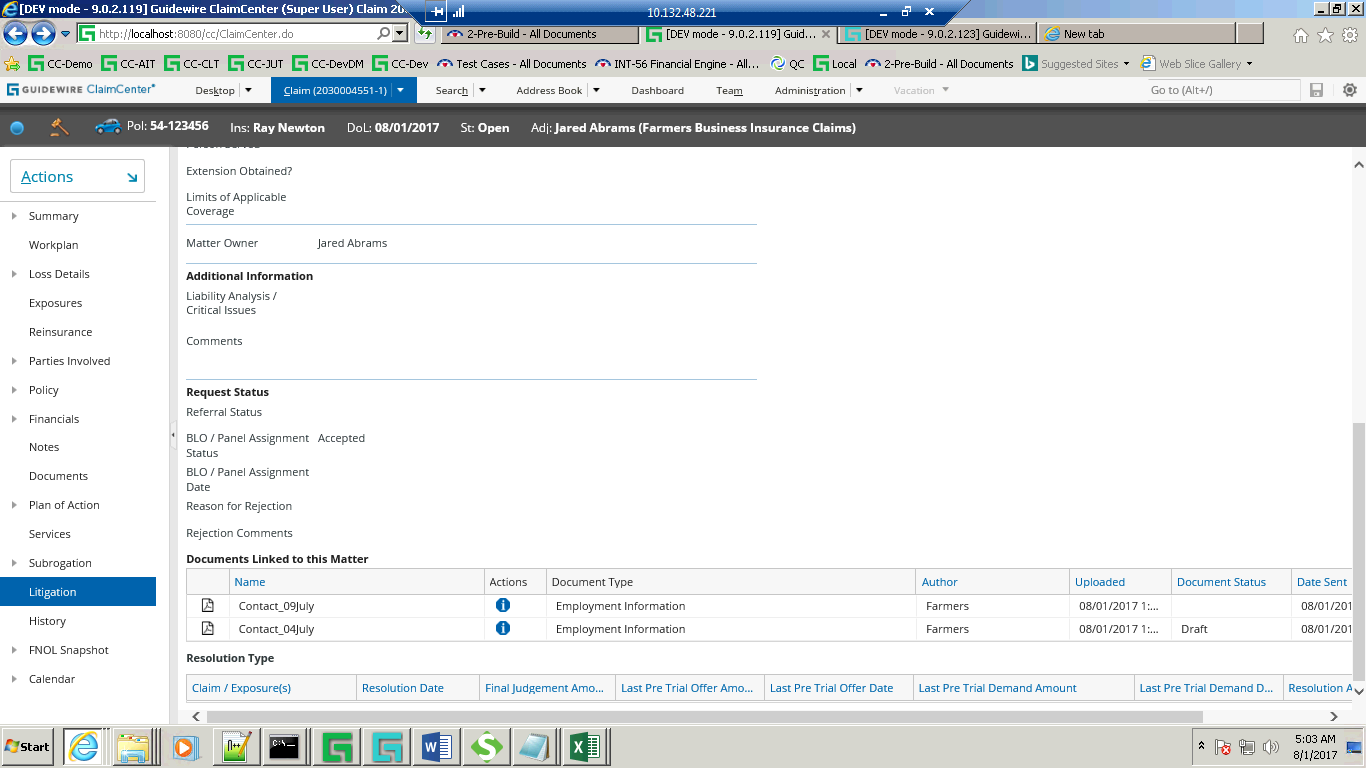 [DEV mode - 9.0.2.119] Guidewire ClaimCenter (Super User) Claim 20
10.132.48.221
http://localhost:8080/cc/ClaimCenter.do
2-Pre-Build - All Documents
[DEV mode - 9.0.2.119] Guid...
[DEV mode - 9.0.2.123] Guidewi...
New tab
CC-Demo
CC-AIT
CC-CLT
CC-JUT
CC-DevDM
CC-Dev
Test Cases - All Documents
INT-56 Financial Engine - All...
QC
Local
2-Pre-Build - All Documents
Suggested Sites
Web Slice Gallery
GUIDEWIRE ClaimCenter
Desktop
Claim (2030004551-1)
Search
Address Book
Dashboard
Team
Administration
Vacation
Go to (Alt+/)
Pol: 54-123456 Ins: Ray Newton DoL: 08/01/2017 St: Open Adj: Jared Abrams (Farmers Business Insurance Claims)
Actions
Summary
Workplan
Loss Details
Exposures
Reinsurance
Parties Involved
Policy
Financials
Notes
Documents
Plan of Action
Services
Subrogation
Litigation
History
FNOL Snapshot
Calendar
Extension Obtained?
Limits of Applicable
Coverage
Matter Owner Jared Abrams
Additional Information
Liability Analysis /
Critical Issues
Comments
Request Status
Referral Status
BLO / Panel Assignment Accepted
Status
BLO / Panel Assignment
Date
Reason for Rejection
Rejection Comments
Documents Linked to this Matter
Name Actions Document Type Author Uploaded Document Status Date Sent
Contact_09July Employment Information Farmers 08/01/2017 1:... 08/01/201
Contact_04July Employment Information Farmers 08/01/2017 1:... Draft 08/01/201
Resolution Type
Claim / Exposure(s) Resolution Date Final Judgement Amo... Last Pre Trial Offer Amo... Last Pre Trial Offer Date Last Pre Trial Demand Amount Last Pre Trial Demand D... Resolution A
Start
5:03 AM
8/1/2017